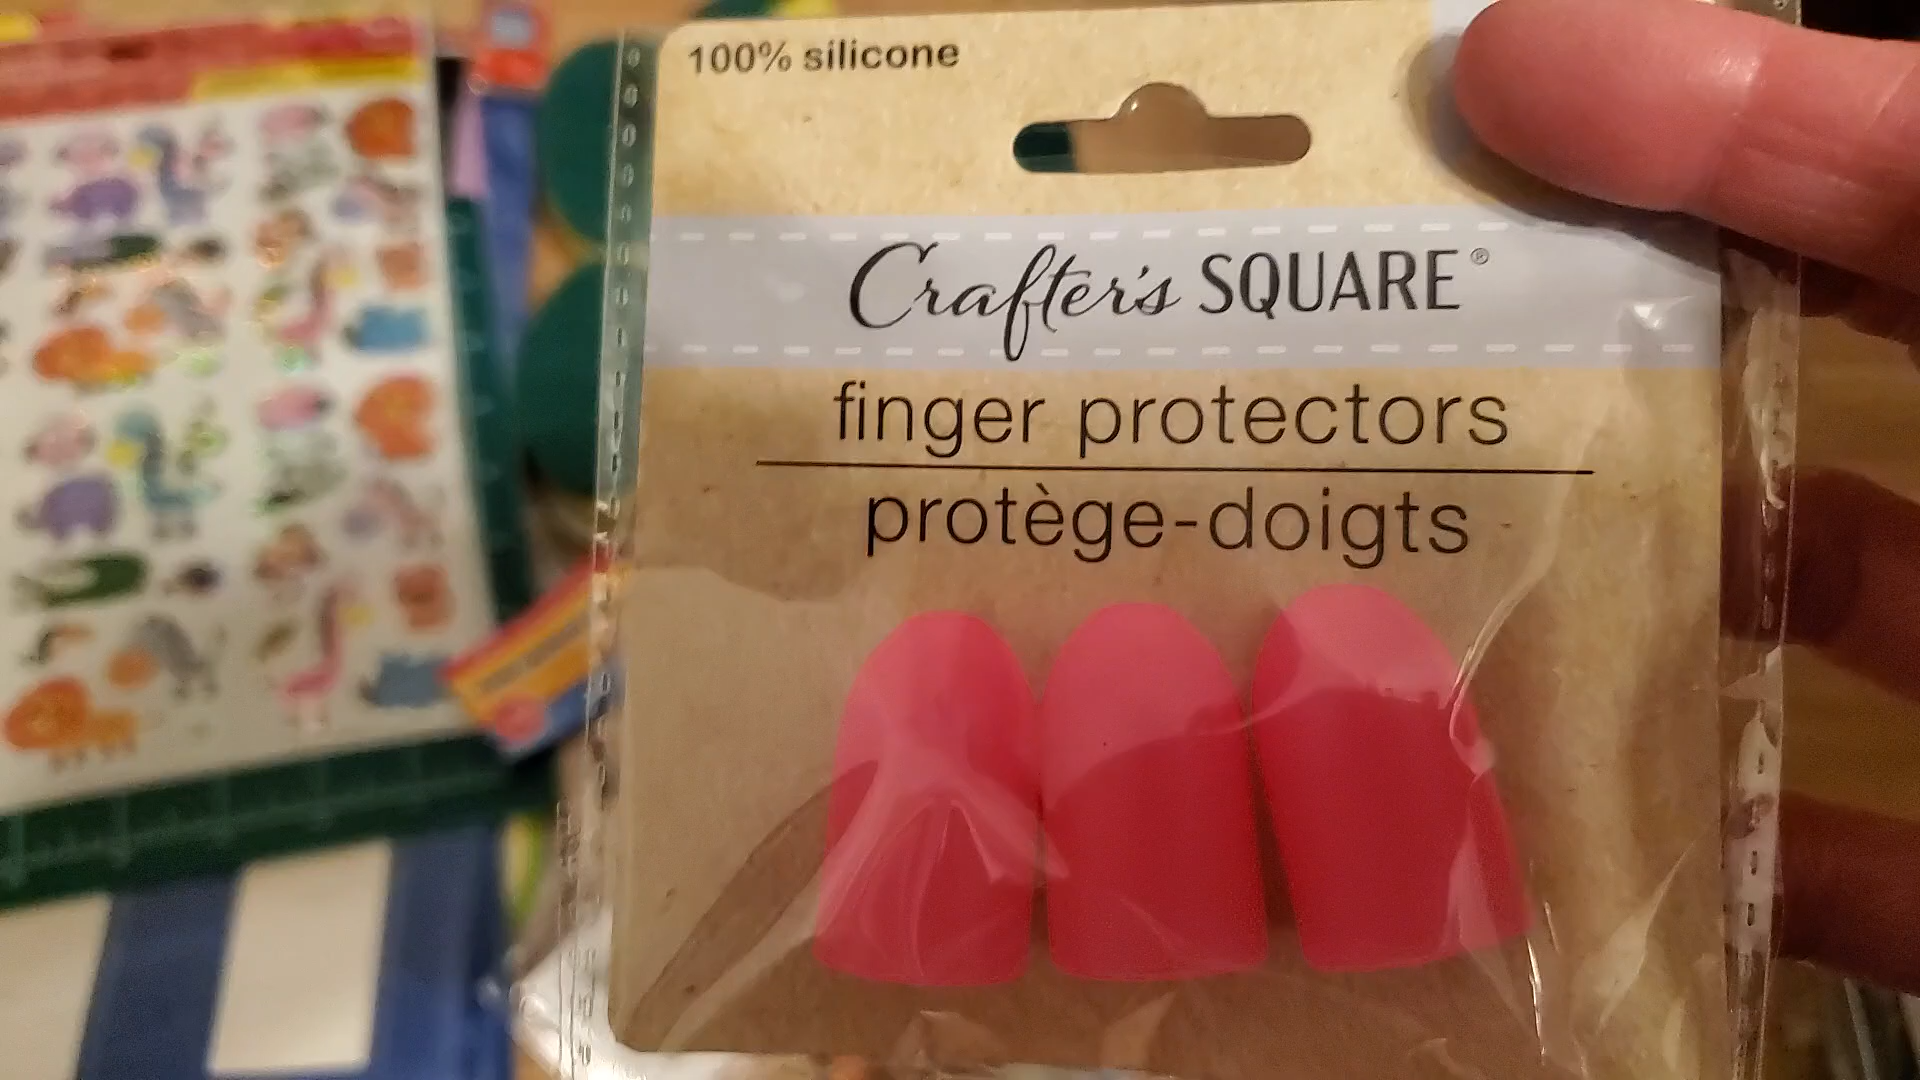 100% silicone
Crafter's SQUARE®
finger protectors
protège-doigts